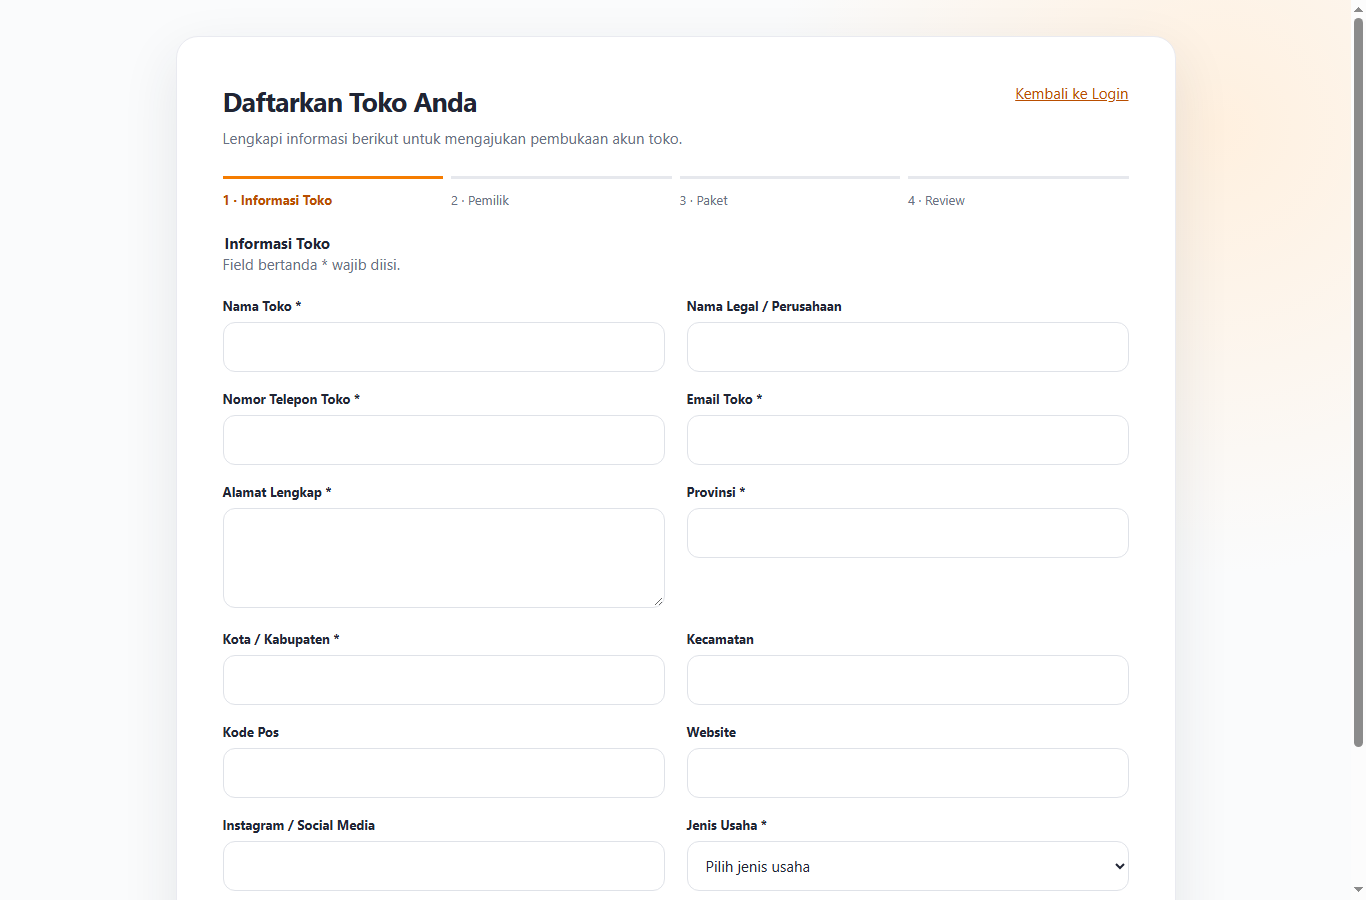 Daftarkan Toko Anda
Kembali ke Login
Lengkapi informasi berikut untuk mengajukan pembukaan akun toko.
1 · Informasi Toko
2 · Pemilik
3 · Paket
4 · Review
Informasi Toko
Field bertanda * wajib diisi.
Nama Toko *
Nama Legal / Perusahaan
Nomor Telepon Toko *
Email Toko *
Alamat Lengkap *
Provinsi *
Kota / Kabupaten *
Kecamatan
Kode Pos
Website
Instagram / Social Media
Jenis Usaha *
Pilih jenis usaha